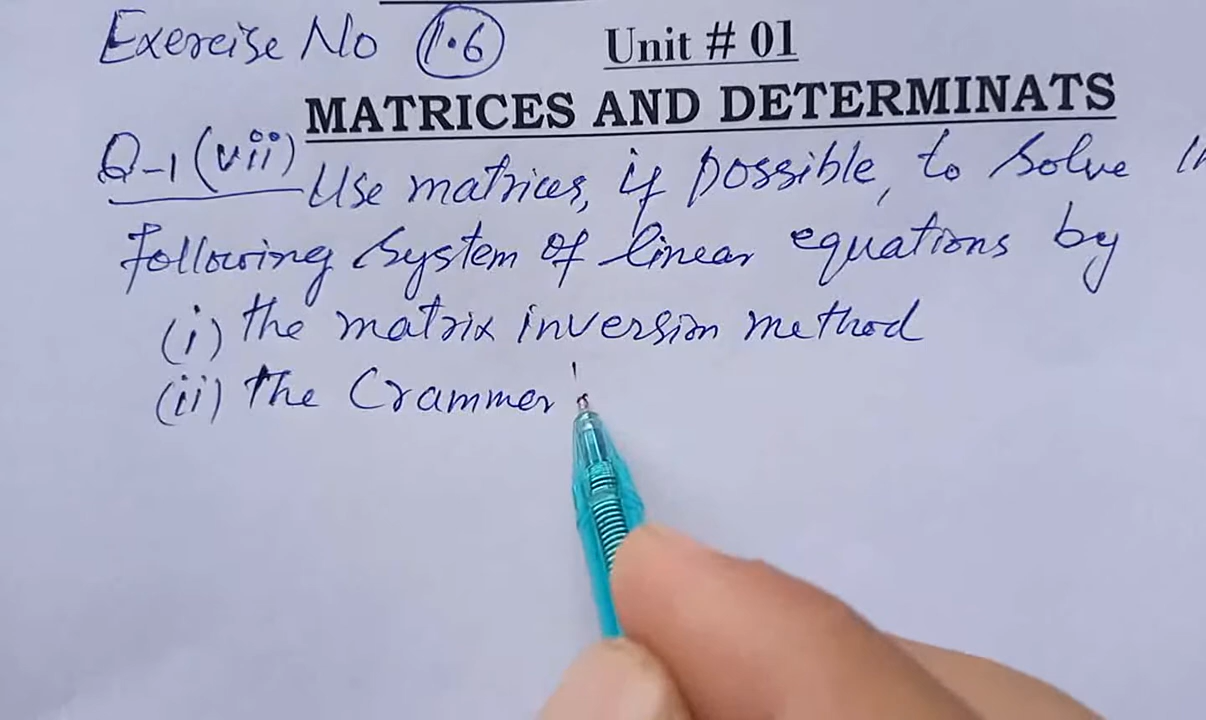 Exercise No 1.6
Unit # 01
MATRICES AND DETERMINATS
Q-1 (vii) Use matrices, if possible, to solve
following system of linear equations by
(i) the matrix inversion method
(ii) the Crammer's